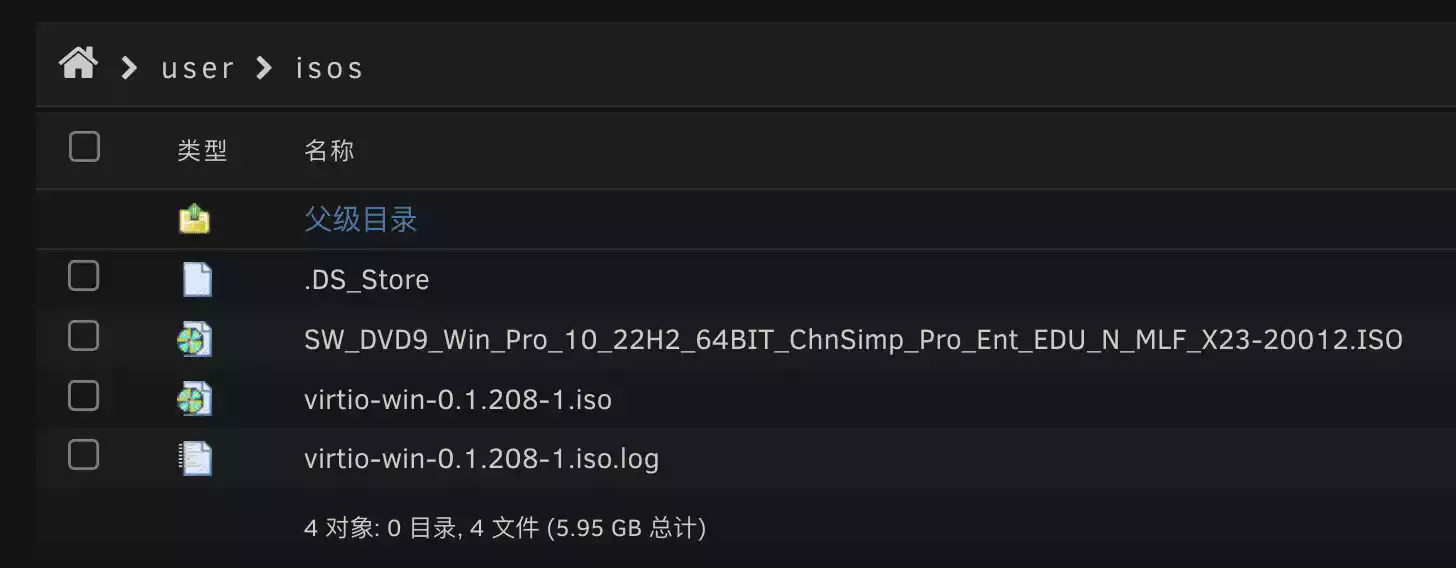 user isos
类型 名称
父级目录
.DS_Store
SW_DVD9_Win_Pro_10_22H2_64BIT_ChnSimp_Pro_Ent_EDU_N_MLF_X23-20012.ISO
virtio-win-0.1.208-1.iso
virtio-win-0.1.208-1.iso.log
4 对象: 0 目录, 4 文件 (5.95 GB 总计)